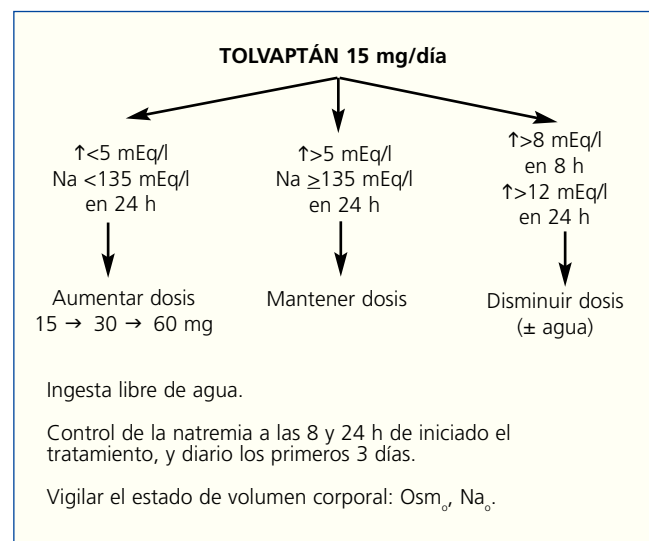 TOLVAPTÁN 15 mg/día
↑<5 mEq/l
Na <135 mEq/l
en 24 h
↑>5 mEq/l
Na ≥135 mEq/l
en 24 h
↑>8 mEq/l
en 8 h
↑>12 mEq/l
en 24 h
Aumentar dosis
15 → 30 → 60 mg
Mantener dosis
Disminuir dosis
(± agua)
Ingesta libre de agua.
Control de la natremia a las 8 y 24 h de iniciado el
tratamiento, y diario los primeros 3 días.
Vigilar el estado de volumen corporal: Osmₒ, Naₒ.